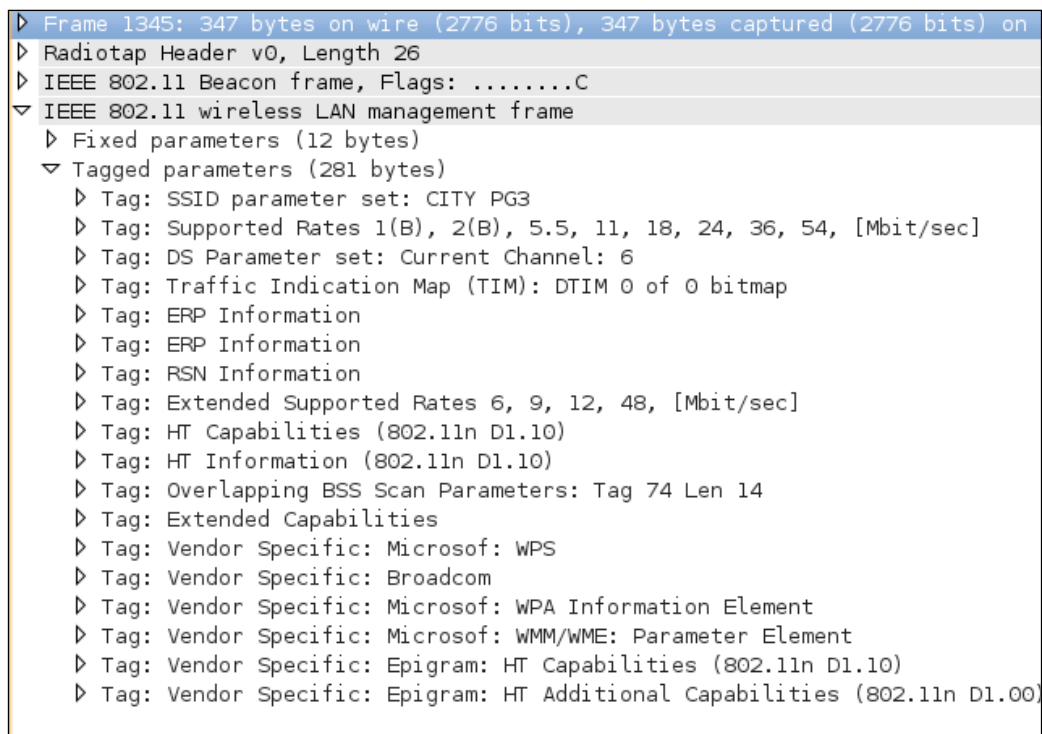 Frame 1345: 347 bytes on wire (2776 bits), 347 bytes captured (2776 bits) on
Radiotap Header v0, Length 26
IEEE 802.11 Beacon frame, Flags: ........C
IEEE 802.11 wireless LAN management frame
Fixed parameters (12 bytes)
Tagged parameters (281 bytes)
Tag: SSID parameter set: CITY PG3
Tag: Supported Rates 1(B), 2(B), 5.5, 11, 18, 24, 36, 54, [Mbit/sec]
Tag: DS Parameter set: Current Channel: 6
Tag: Traffic Indication Map (TIM): DTIM 0 of 0 bitmap
Tag: ERP Information
Tag: ERP Information
Tag: RSN Information
Tag: Extended Supported Rates 6, 9, 12, 48, [Mbit/sec]
Tag: HT Capabilities (802.11n D1.10)
Tag: HT Information (802.11n D1.10)
Tag: Overlapping BSS Scan Parameters: Tag 74 Len 14
Tag: Extended Capabilities
Tag: Vendor Specific: Microsof: WPS
Tag: Vendor Specific: Broadcom
Tag: Vendor Specific: Microsof: WPA Information Element
Tag: Vendor Specific: Microsof: WMM/WME: Parameter Element
Tag: Vendor Specific: Epigram: HT Capabilities (802.11n D1.10)
Tag: Vendor Specific: Epigram: HT Additional Capabilities (802.11n D1.00)